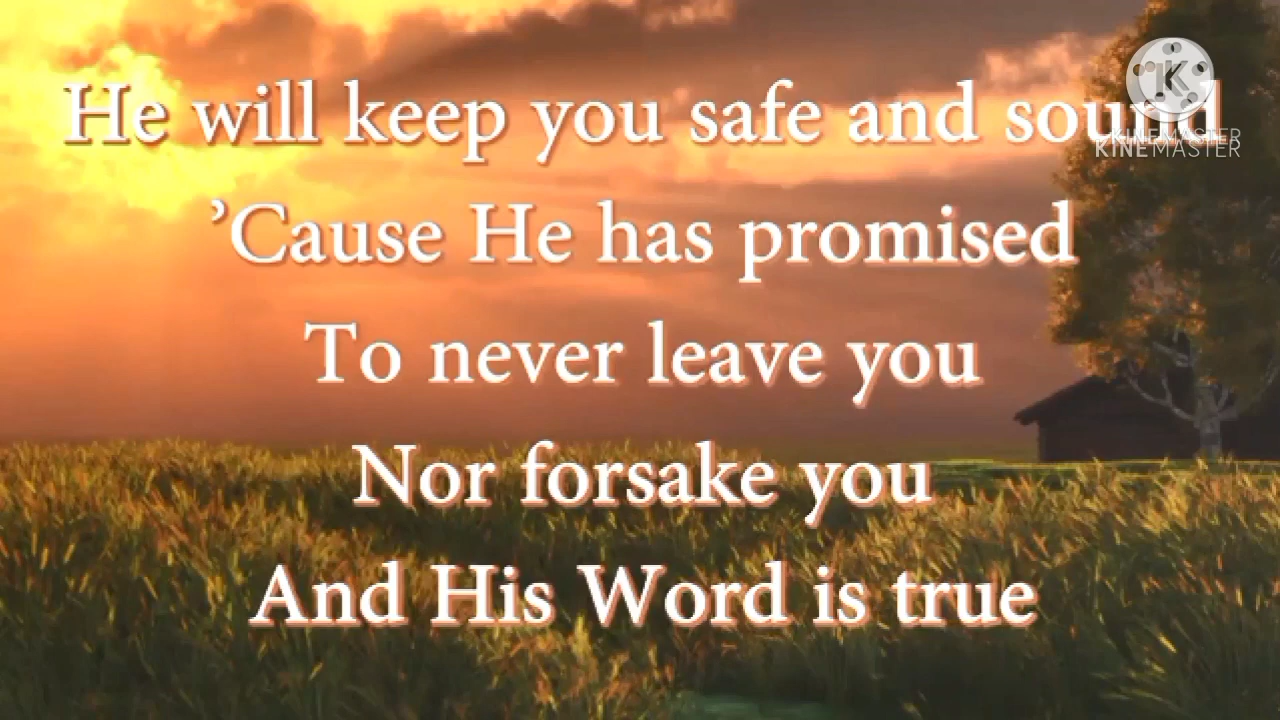 He will keep you safe and sound
’Cause He has promised
To never leave you
Nor forsake you
And His Word is true
K
KINEMASTER
KINEMASTER